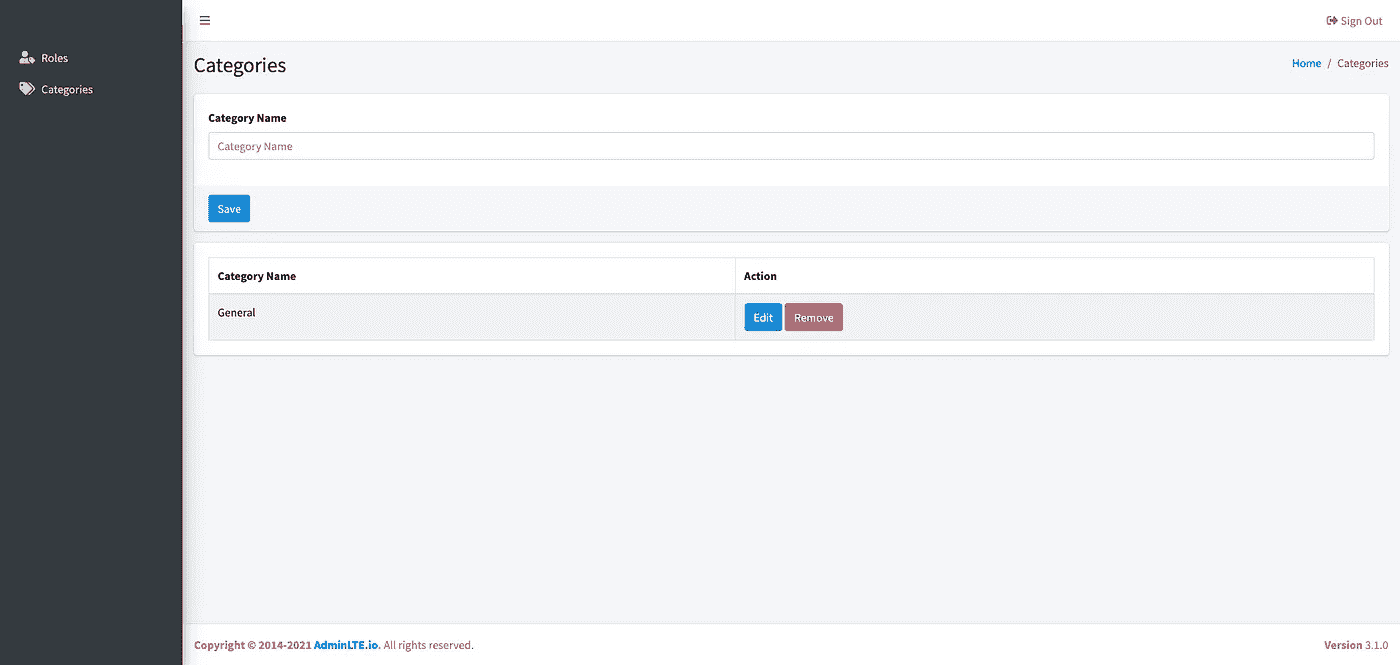 Sign Out
Roles
Categories
Categories
Home / Categories
Category Name
Category Name
Save
Category Name Action
General Edit Remove
Copyright © 2014-2021 AdminLTE.io. All rights reserved. Version 3.1.0